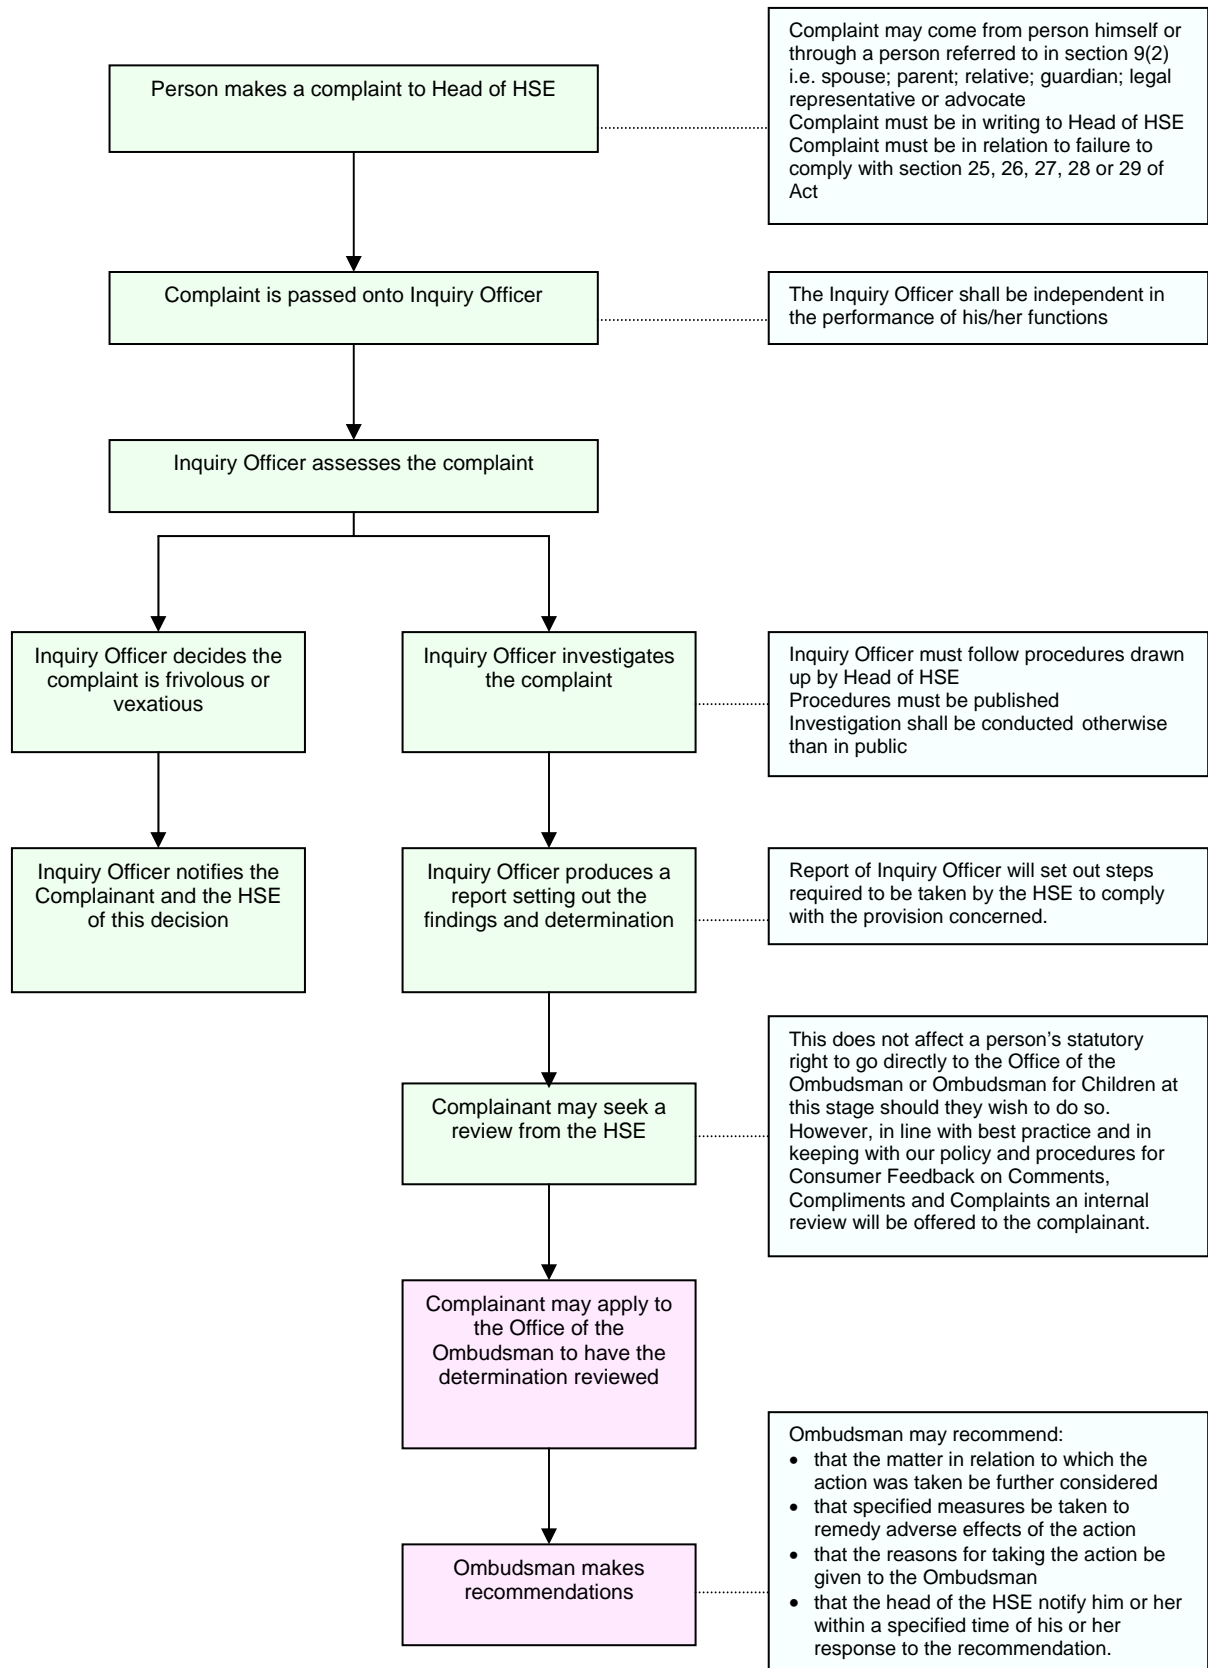 Person makes a complaint to Head of HSE
Complaint may come from person himself or
through a person referred to in section 9(2)
i.e. spouse; parent; relative; guardian; legal
representative or advocate
Complaint must be in writing to Head of HSE
Complaint must be in relation to failure to
comply with section 25, 26, 27, 28 or 29 of
Act
Complaint is passed onto Inquiry Officer
The Inquiry Officer shall be independent in
the performance of his/her functions
Inquiry Officer assesses the complaint
Inquiry Officer decides the
complaint is frivolous or
vexatious
Inquiry Officer investigates
the complaint
Inquiry Officer must follow procedures drawn
up by Head of HSE
Procedures must be published
Investigation shall be conducted otherwise
than in public
Inquiry Officer notifies the
Complainant and the HSE
of this decision
Inquiry Officer produces a
report setting out the
findings and determination
Report of Inquiry Officer will set out steps
required to be taken by the HSE to comply
with the provision concerned.
Complainant may seek a
review from the HSE
This does not affect a person’s statutory
right to go directly to the Office of the
Ombudsman or Ombudsman for Children at
this stage should they wish to do so.
However, in line with best practice and in
keeping with our policy and procedures for
Consumer Feedback on Comments,
Compliments and Complaints an internal
review will be offered to the complainant.
Complainant may apply to
the Office of the
Ombudsman to have the
determination reviewed
Ombudsman makes
recommendations
Ombudsman may recommend:
• that the matter in relation to which the
action was taken be further considered
• that specified measures be taken to
remedy adverse effects of the action
• that the reasons for taking the action be
given to the Ombudsman
• that the head of the HSE notify him or her
within a specified time of his or her
response to the recommendation.